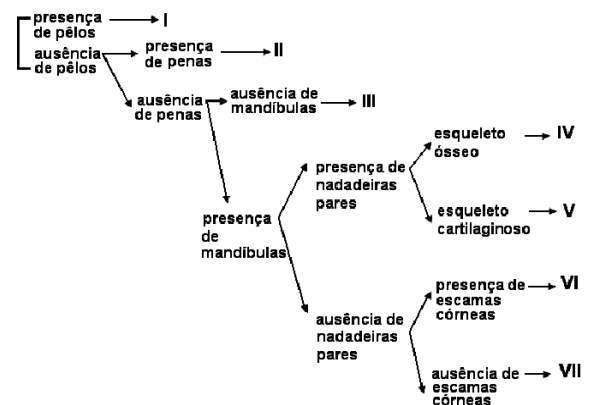 presença
de pêlos
I
ausência
de pêlos
presença
de penas
II
ausência
de penas
ausência de
mandíbulas
III
presença
de
mandíbulas
presença de
nadadeiras
pares
esqueleto
ósseo
IV
esqueleto
cartilaginoso
V
ausência de
nadadeiras
pares
presença de
escamas
córneas
VI
ausência de
escamas
córneas
VII